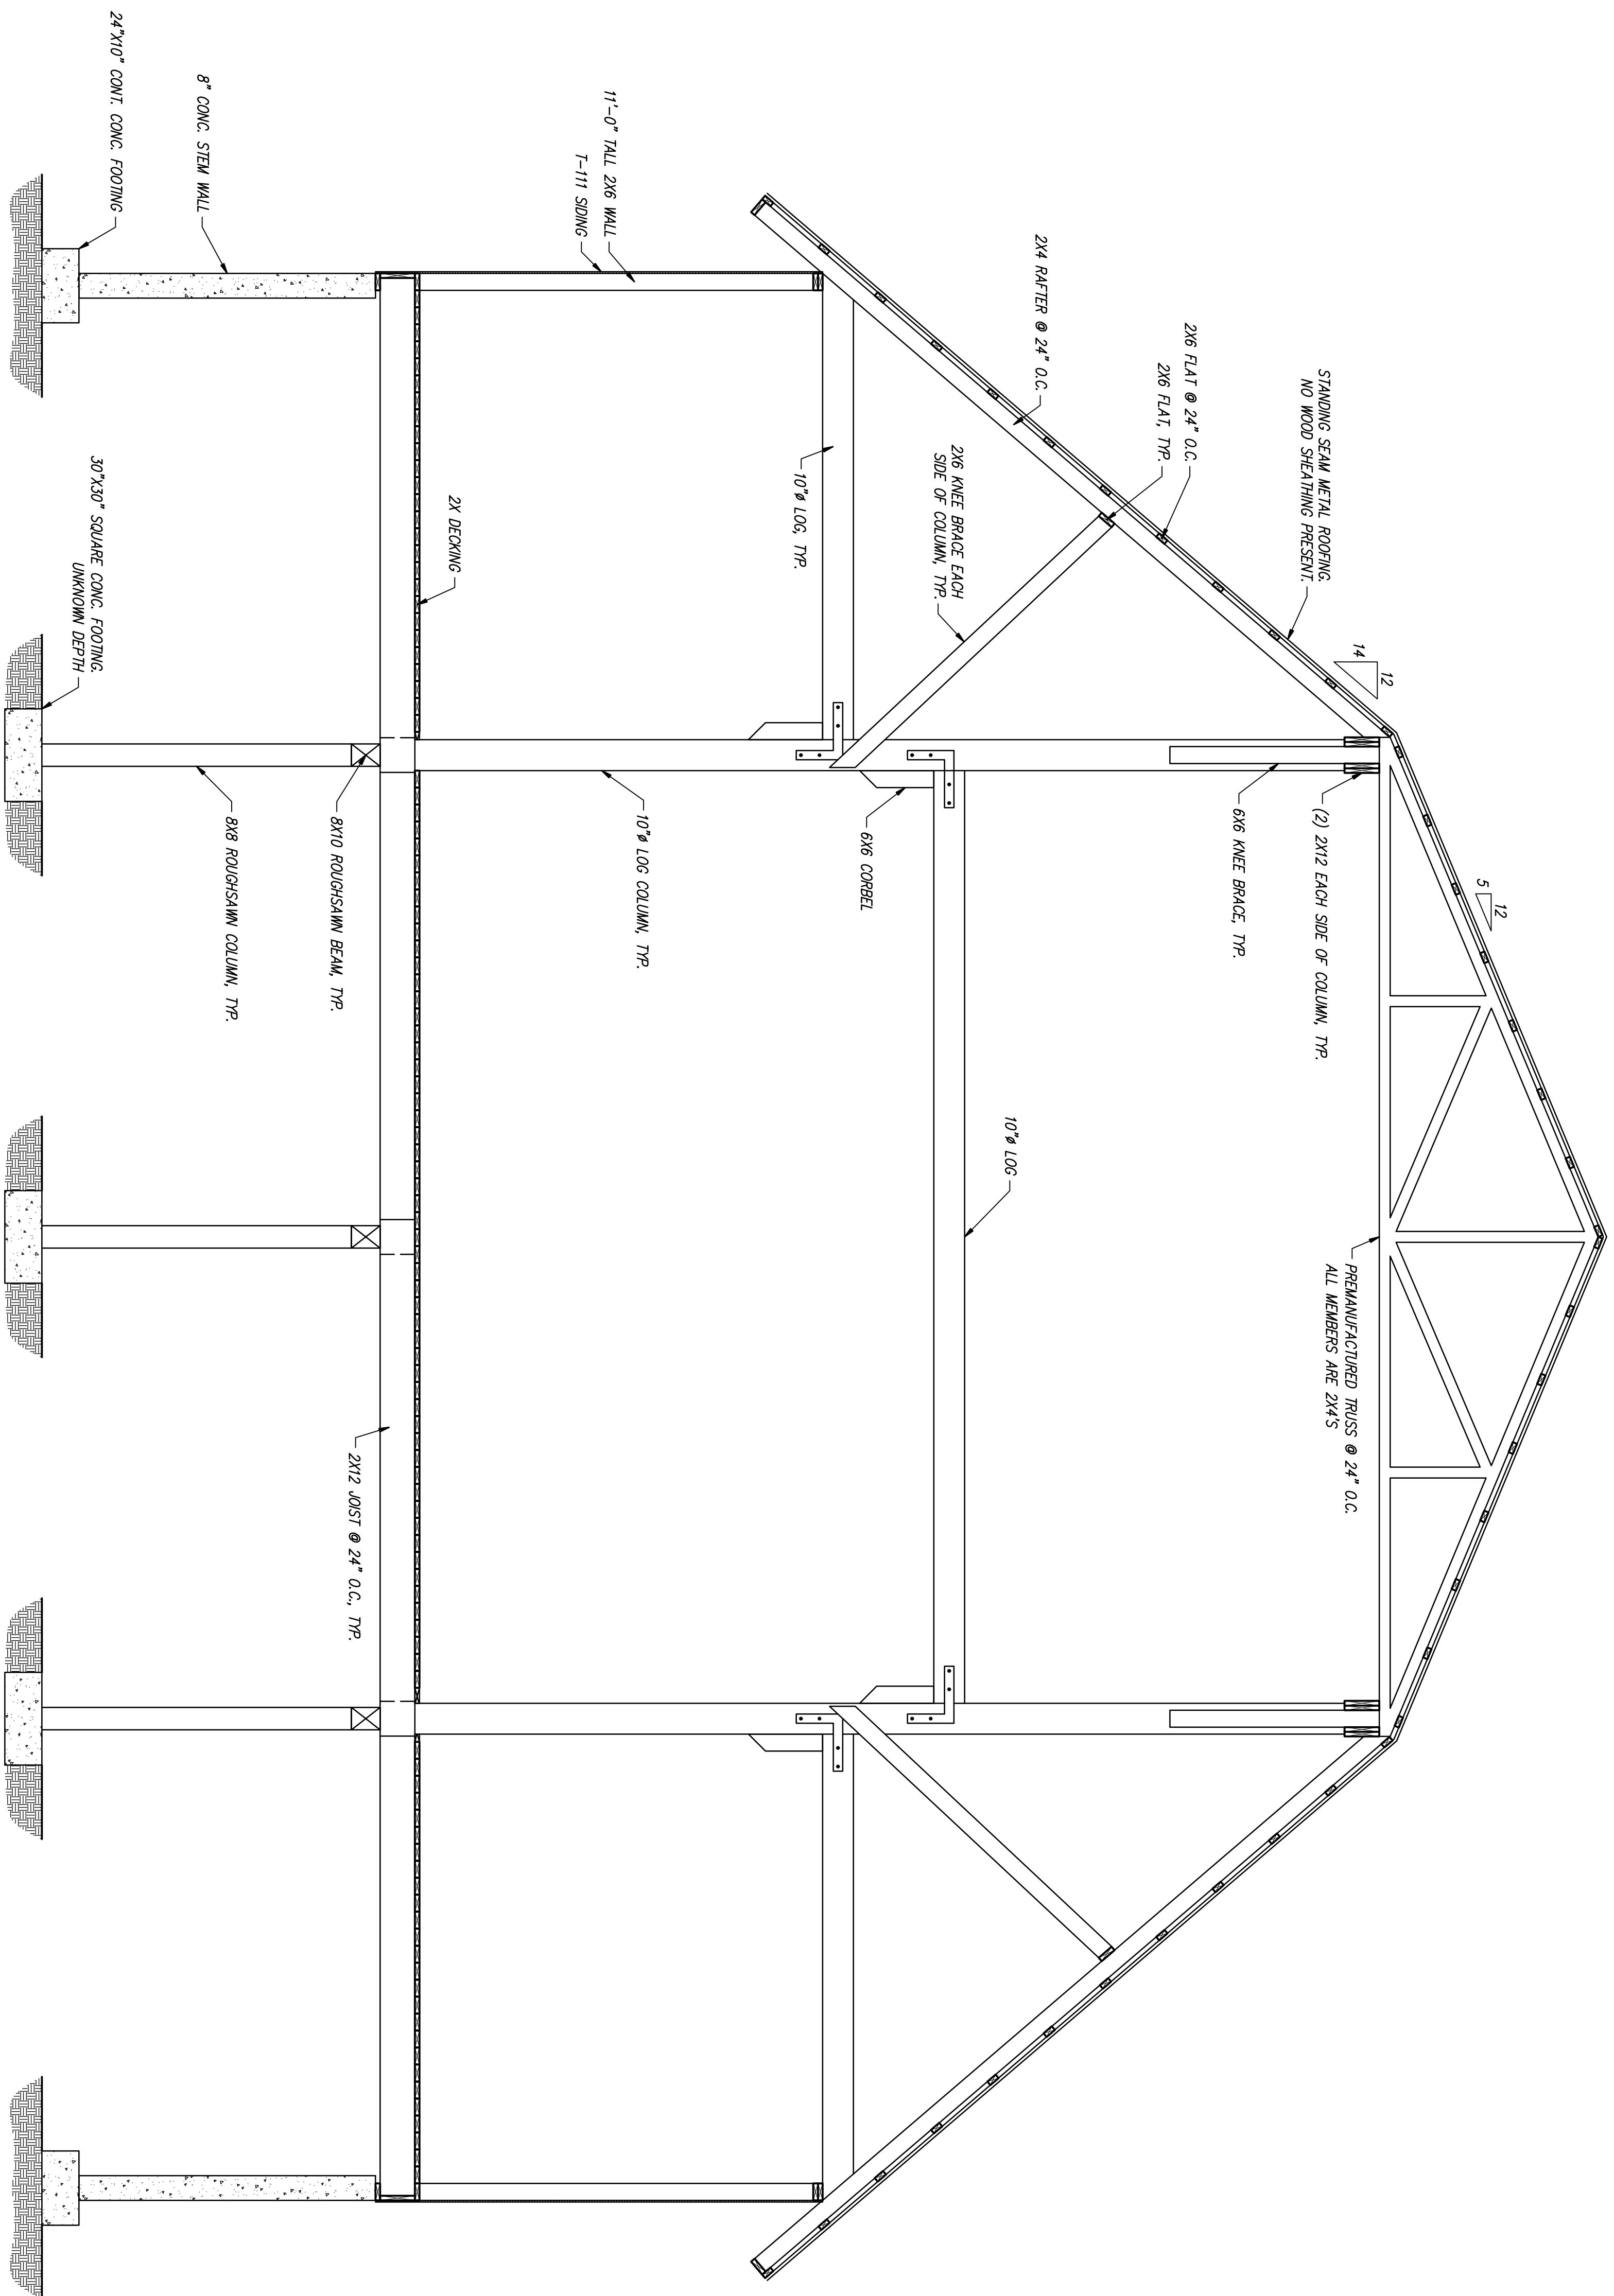 12
5
12
14
STANDING SEAM METAL ROOFING.
NO WOOD SHEATHING PRESENT.
2X6 FLAT @ 24" O.C.
2X6 FLAT, TYP.
2X4 RAFTER @ 24" O.C.
2X6 KNEE BRACE EACH
SIDE OF COLUMN, TYP.
10"ø LOG, TYP.
11'-0" TALL 2X6 WALL
T-111 SIDING
2X DECKING
8" CONC. STEM WALL
24"X10" CONT. CONC. FOOTING
30"X30" SQUARE CONC. FOOTING.
UNKNOWN DEPTH
(2) 2X12 EACH SIDE OF COLUMN, TYP.
6X6 KNEE BRACE, TYP.
6X6 CORBEL
10"ø LOG COLUMN, TYP.
8X10 ROUGHSAWN BEAM, TYP.
8X8 ROUGHSAWN COLUMN, TYP.
10"ø LOG
PREMANUFACTURED TRUSS @ 24" O.C.
ALL MEMBERS ARE 2X4'S
2X12 JOIST @ 24" O.C., TYP.